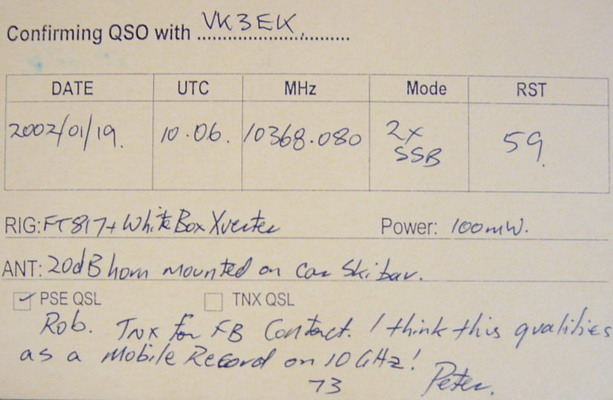 Confirming QSO with VK3EK
DATE UTC MHz Mode RST
2002/01/19. 10.06. 10368.080 2x SSB 59
RIG: FT817+ White Box Xverter Power: 100mW.
ANT: 20dB horn mounted on car Ski bar.
PSE QSL TNX QSL
Rob. TNX for FB Contact. I think this qualifies
as a Mobile Record on 10 GHz!
73 Peter.